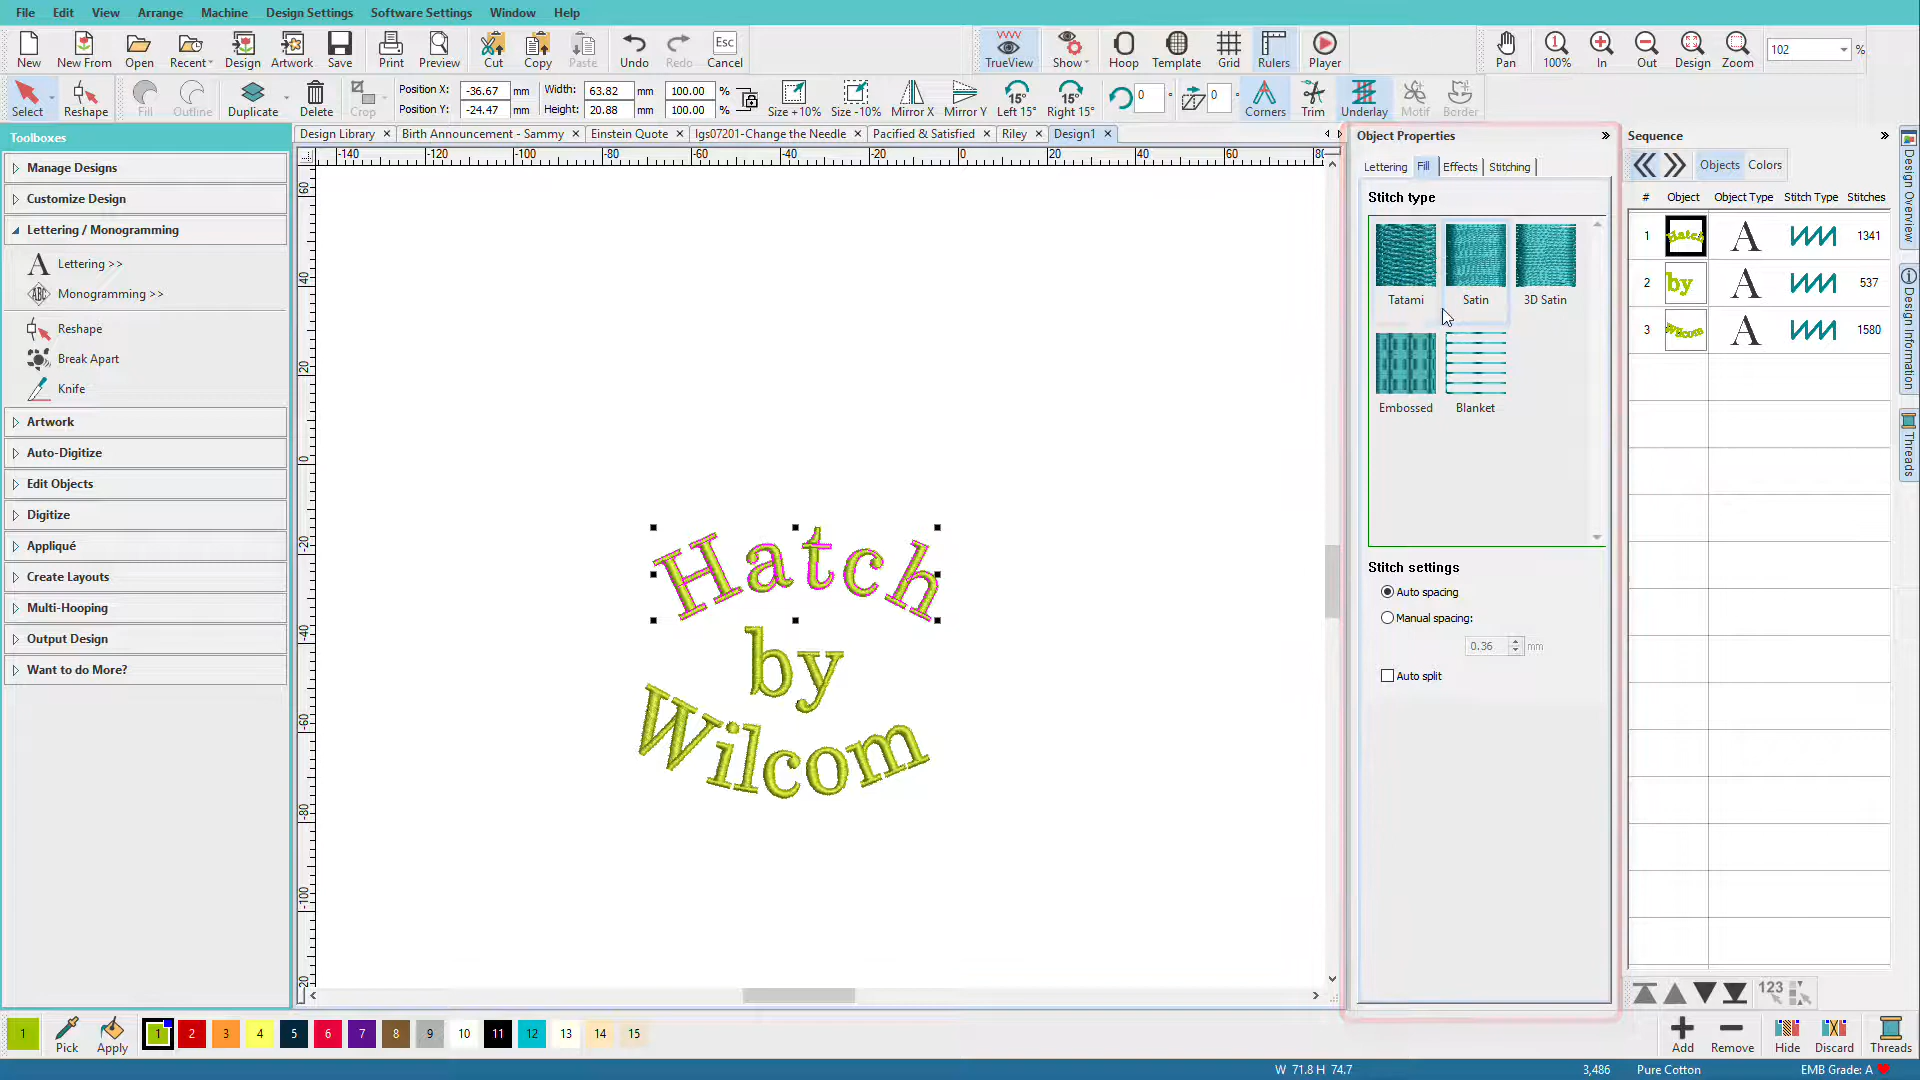 File Edit View Arrange Machine Design Settings Software Settings Window Help
New New From Open Recent Design Artwork Save Print Preview Cut Copy Paste Undo Redo Esc Cancel TrueView Show Hoop Template Grid Rulers Player Pan 1 100% In Out Design Zoom 102 %
Select Reshape Fill Outline Duplicate Delete Crop
Position X: -36.67 mm Width: 63.82 mm 100.00 %
Position Y: -24.47 mm Height: 20.88 mm 100.00 %
Size +10% Size -10% Mirror X Mirror Y 15° Left 15° 15° Right 15° 0 ° 0 ° Corners Trim Underlay Motif Border
Toolboxes
Manage Designs
Customize Design
Lettering / Monogramming
A Lettering >>
ABC Monogramming >>
Reshape
Break Apart
Knife
Artwork
Auto-Digitize
Edit Objects
Digitize
Appliqué
Create Layouts
Multi-Hooping
Output Design
Want to do More?
Design Library Birth Announcement - Sammy Einstein Quote Igs07201-Change the Needle Pacified & Satisfied Riley Design1
-140 -120 -100 -80 -60 -40 -20 0 20 40 60 80
60
40
20
0
-20
-40
-60
-80
-100
Hatch
by
Wilcom
Object Properties
Lettering Fill Effects Stitching
Stitch type
Tatami Satin 3D Satin
Embossed Blanket
Stitch settings
Auto spacing
Manual spacing:
0.36 mm
Auto split
Sequence
Objects Colors
# Object Object Type Stitch Type Stitches
1 Hatch A 1341
2 by A 537
3 Wilcom A 1580
123
Design Overview
Design Information
Threads
1 Pick Apply 1 2 3 4 5 6 7 8 9 10 11 12 13 14 15
Add Remove Hide Discard Threads
W 71.8 H 74.7 3,486 Pure Cotton EMB Grade: A